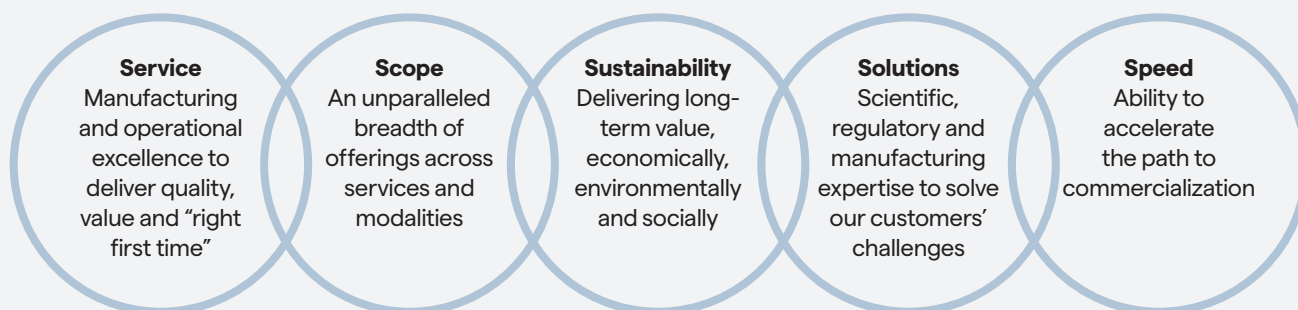 Service
Manufacturing
and operational
excellence to
deliver quality,
value and “right
first time”
Scope
An unparalleled
breadth of
offerings across
services and
modalities
Sustainability
Delivering long-
term value,
economically,
environmentally
and socially
Solutions
Scientific,
regulatory and
manufacturing
expertise to solve
our customers’
challenges
Speed
Ability to
accelerate
the path to
commercialization